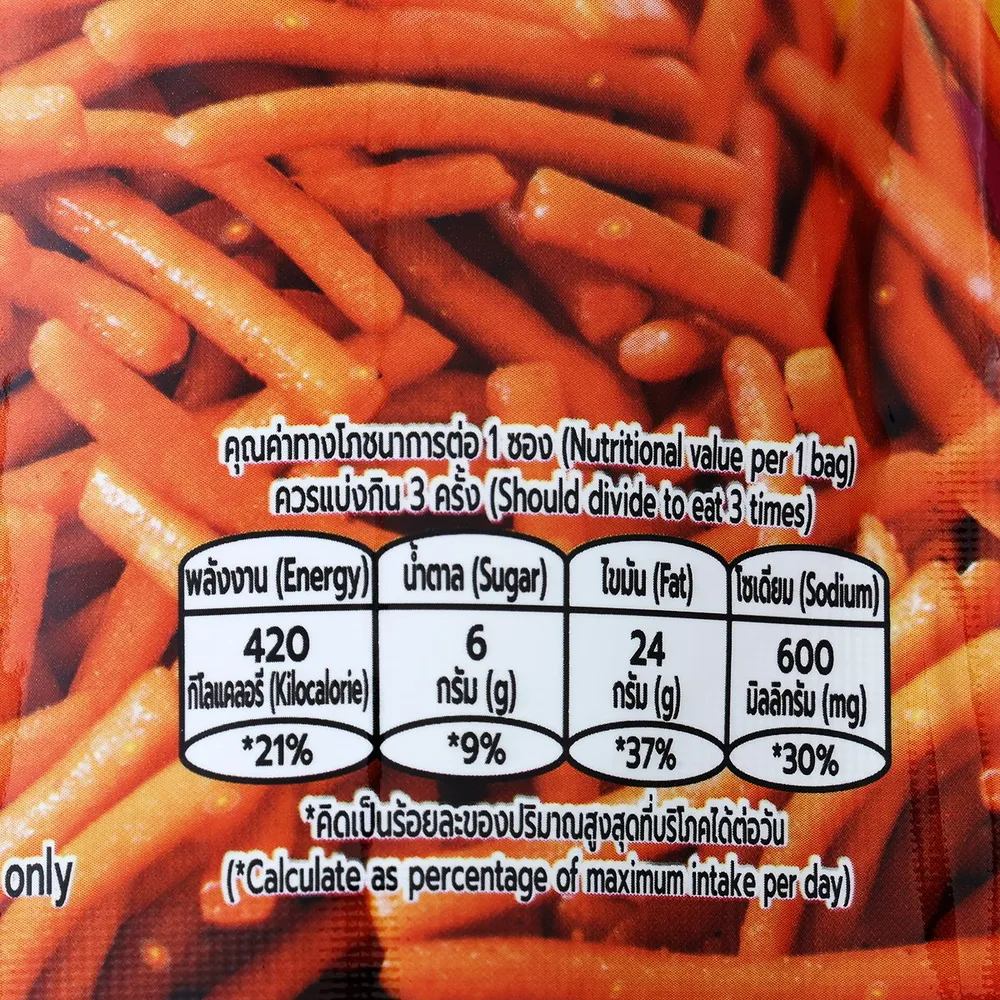 คุณค่าทางโภชนาการต่อ 1 ซอง (Nutritional value per 1 bag)
ควรแบ่งกิน 3 ครั้ง (Should divide to eat 3 times)
พลังงาน (Energy) น้ำตาล (Sugar) ไขมัน (Fat) โซเดียม (Sodium)
420 6 24 600
กิโลแคลอรี่ (Kilocalorie) กรัม (g) กรัม (g) มิลลิกรัม (mg)
*21% *9% *37% *30%
*คิดเป็นร้อยละของปริมาณสูงสุดที่บริโภคได้ต่อวัน
only (*Calculate as percentage of maximum intake per day)